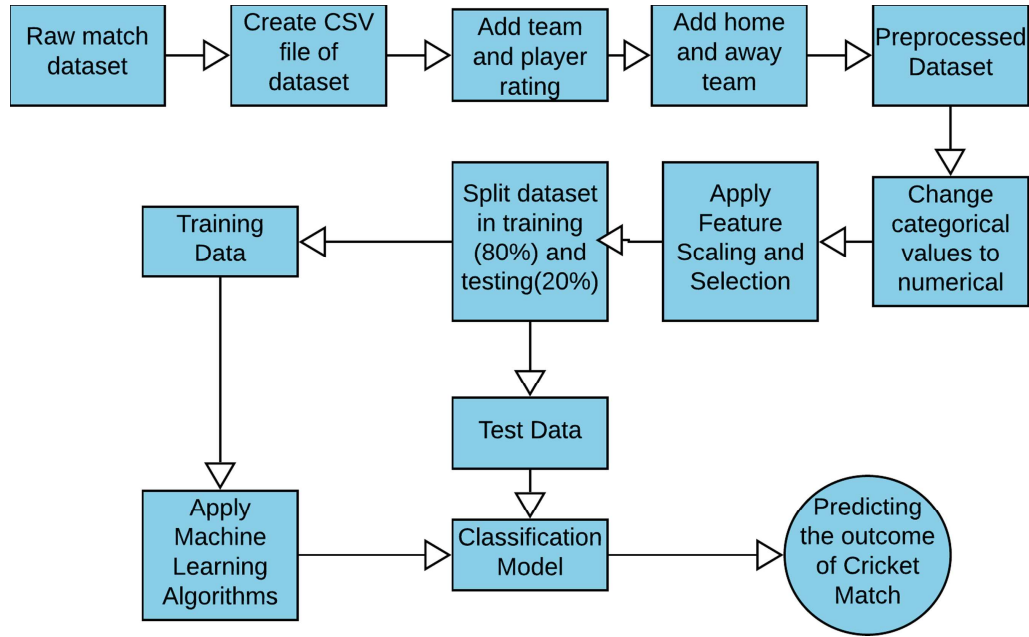 Raw match
dataset
Create CSV
file of
dataset
Add team
and player
rating
Add home
and away
team
Preprocessed
Dataset
Change
categorical
values to
numerical
Apply
Feature
Scaling and
Selection
Split dataset
in training
(80%) and
testing(20%)
Training
Data
Test Data
Apply
Machine
Learning
Algorithms
Classification
Model
Predicting
the outcome
of Cricket
Match